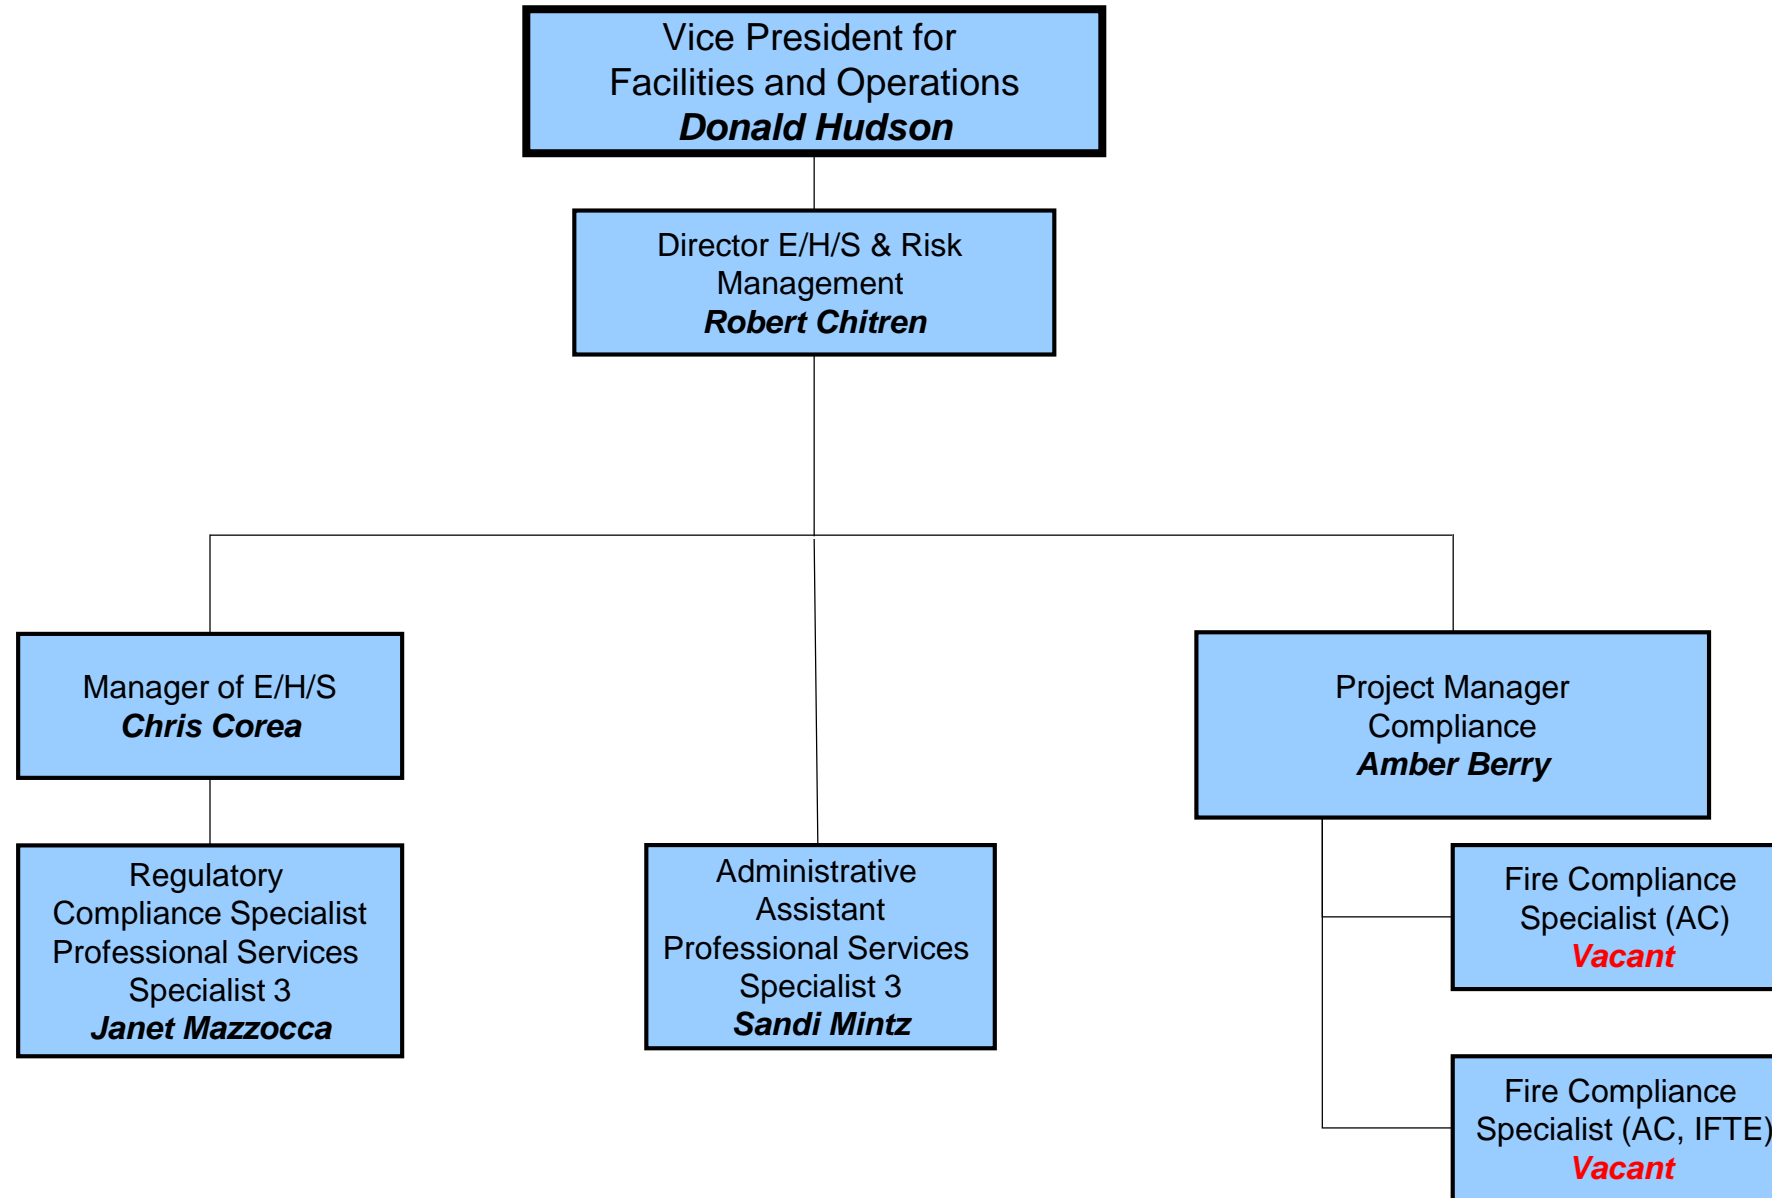 Vice President for
Facilities and Operations
Donald Hudson
Director E/H/S & Risk
Management
Robert Chitren
Manager of E/H/S
Chris Corea
Project Manager
Compliance
Amber Berry
Regulatory
Compliance Specialist
Professional Services
Specialist 3
Janet Mazzocca
Administrative
Assistant
Professional Services
Specialist 3
Sandi Mintz
Fire Compliance
Specialist (AC)
Vacant
Fire Compliance
Specialist (AC, IFTE)
Vacant